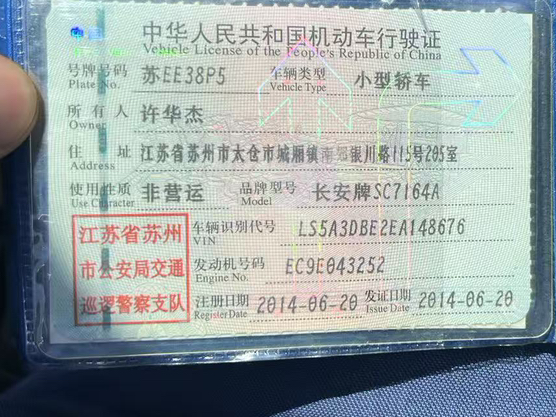 中华人民共和国机动车行驶证
Vehicle License of the People's Republic of China
号牌号码 苏EE38P5 车辆类型 小型轿车
Plate No. Vehicle Type
所有人 许华杰
Owner
住址 江苏省苏州市太仓市城厢镇南郊银川路115号205室
Address
使用性质 非营运 品牌型号 长安牌SC7164A
Use Character Model
江苏省苏州
市公安局交通
巡逻警察支队
车辆识别代号 LS5A3DBE2EA148676
VIN
发动机号码 EC9E043252
Engine No.
注册日期 2014-06-20 发证日期 2014-06-20
Register Date Issue Date